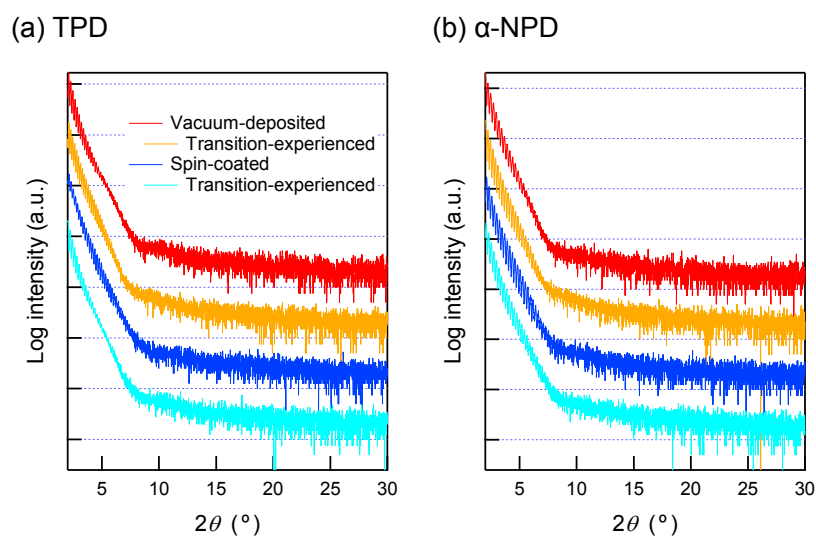 (a) TPD
(b) α-NPD
Vacuum-deposited
Transition-experienced
Spin-coated
Transition-experienced
Log intensity (a.u.)
Log intensity (a.u.)
5 10 15 20 25 30
5 10 15 20 25 30
2θ (º)
2θ (º)